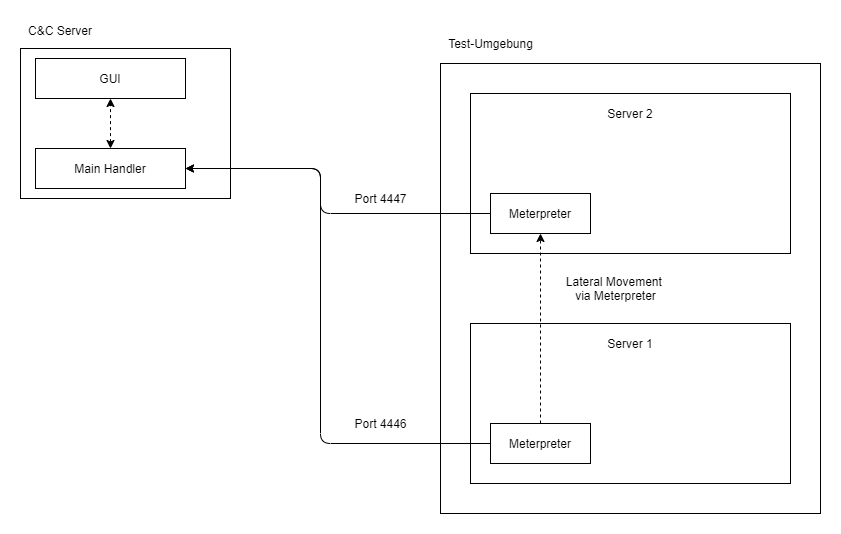 C&C Server
GUI
Main Handler
Test-Umgebung
Server 2
Port 4447
Meterpreter
Lateral Movement
via Meterpreter
Server 1
Port 4446
Meterpreter